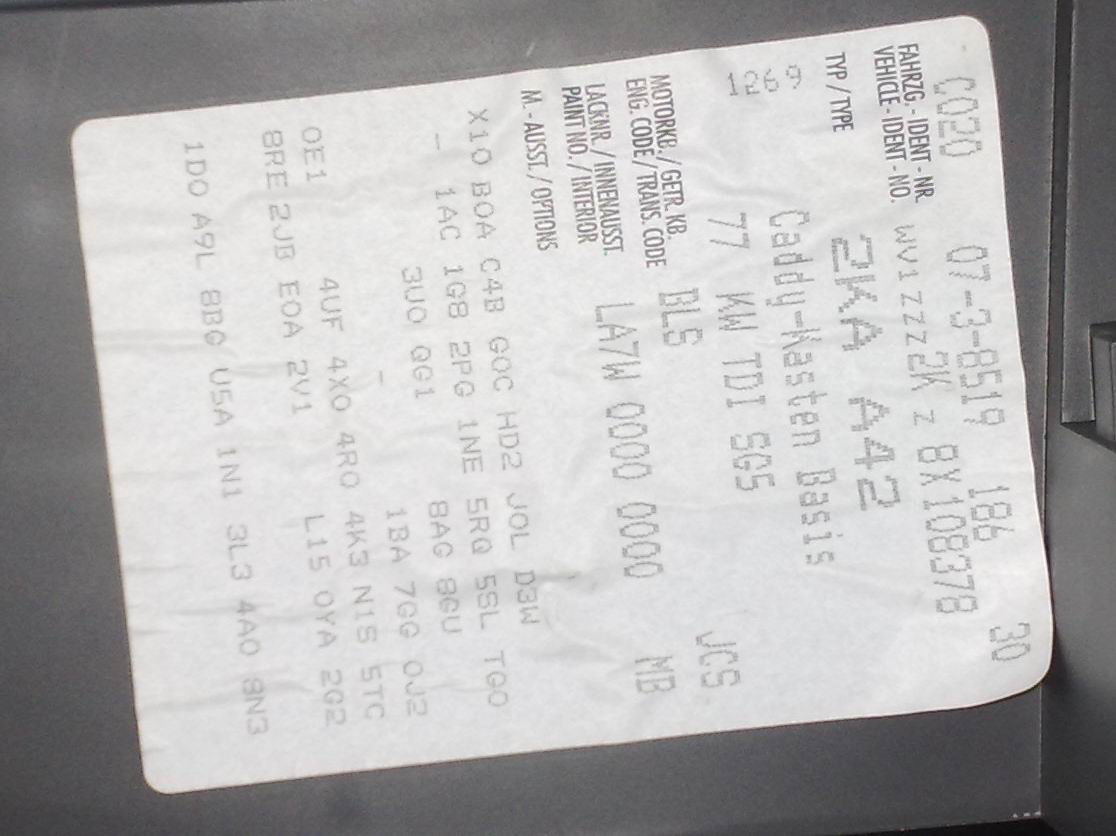 C020 07-3-8519 186 30
FAHRZG. - IDENT - NR.
VEHICLE - IDENT - NO. WV1ZZZ2KZ8X108378
TYP / TYPE 2KA A42
Caddy-Kasten Basis
1269 77 KW TDI SG5
JCS
MOTORKB. / GETR. KB.
ENG. CODE / TRANS. CODE BLS MB
LACKNR. / INNENAUSST.
PAINT NO. / INTERIOR LA7W 0000 0000
M. - AUSST. / OPTIONS
X10 B0A C4B G0C HD2 J0L D3W
- 1AC 1G8 2PG 1NE 5RQ 5SL TQ0
3U0 QG1 8AG 8GU
- 1BA 7GG 0J2
0E1 4UF 4X0 4R0 4K3 N1S 5TC
8RE 2JB E0A 2V1 L15 0YA 2G2
1D0 A9L 8BG U5A 1N1 3L3 4A0 8N3